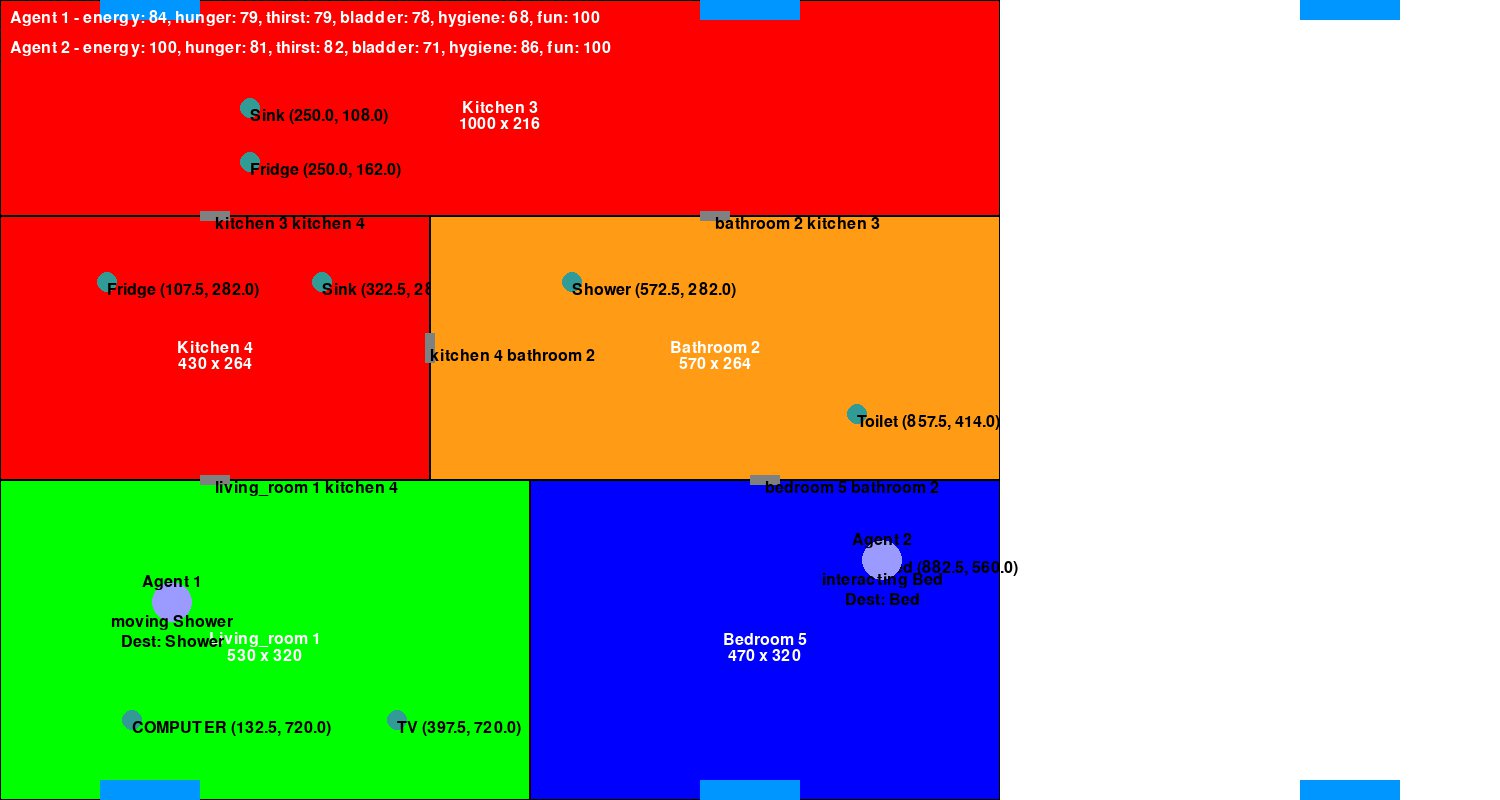 Agent 1 - energy: 84, hunger: 79, thirst: 79, bladder: 78, hygiene: 68, fun: 100
Agent 2 - energy: 100, hunger: 81, thirst: 82, bladder: 71, hygiene: 86, fun: 100
Sink (250.0, 108.0)
Kitchen 3
1000 x 216
Fridge (250.0, 162.0)
kitchen 3 kitchen 4
bathroom 2 kitchen 3
Fridge (107.5, 282.0)
Sink (322.5, 28
Shower (572.5, 282.0)
Kitchen 4
430 x 264
kitchen 4 bathroom 2
Bathroom 2
570 x 264
Toilet (857.5, 414.0)
living_room 1 kitchen 4
bedroom 5 bathroom 2
Agent 2
ed (882.5, 560.0)
interacting Bed
Dest: Bed
Agent 1
moving Shower
Dest: Shower
Living_room 1
530 x 320
Bedroom 5
470 x 320
COMPUTER (132.5, 720.0)
TV (397.5, 720.0)